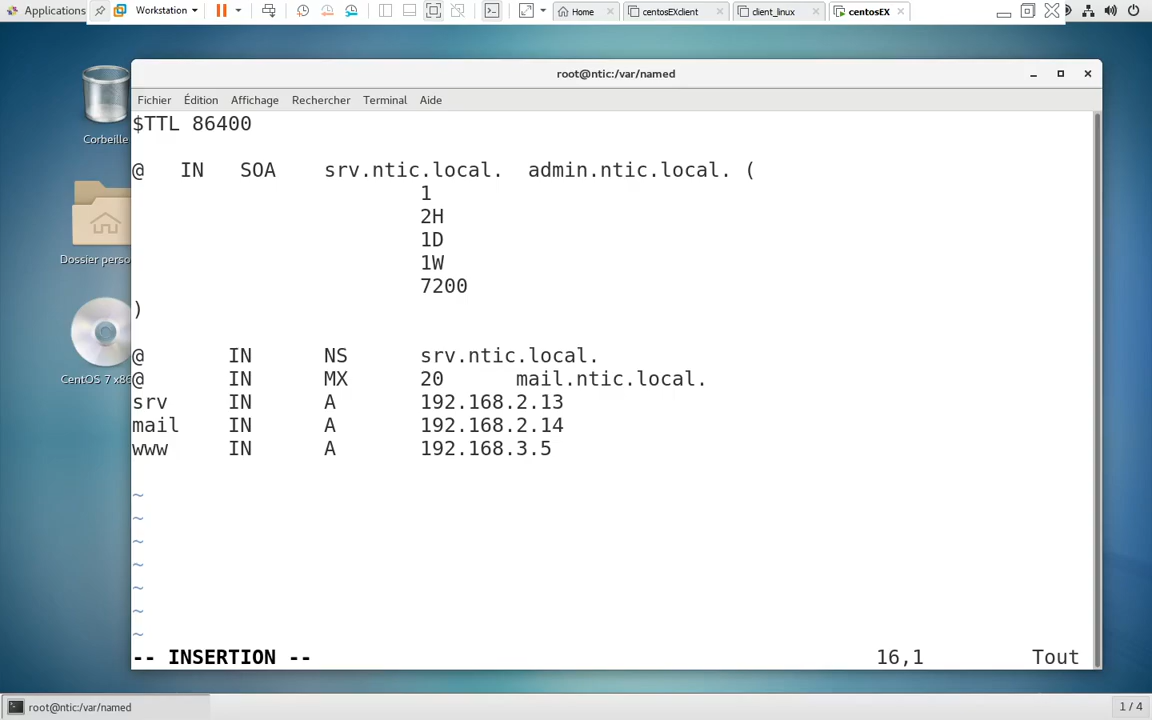 Applications Workstation Home centosEXclient client_linux centosEX
root@ntic:/var/named
Fichier Édition Affichage Rechercher Terminal Aide
Corbeille
Dossier perso
CentOS 7 x86
$TTL 86400
@ IN SOA srv.ntic.local. admin.ntic.local. (
1
2H
1D
1W
7200
)
@ IN NS srv.ntic.local.
@ IN MX 20 mail.ntic.local.
srv IN A 192.168.2.13
mail IN A 192.168.2.14
www IN A 192.168.3.5
~
~
~
~
~
~
~
-- INSERTION -- 16,1 Tout
root@ntic:/var/named 1 / 4